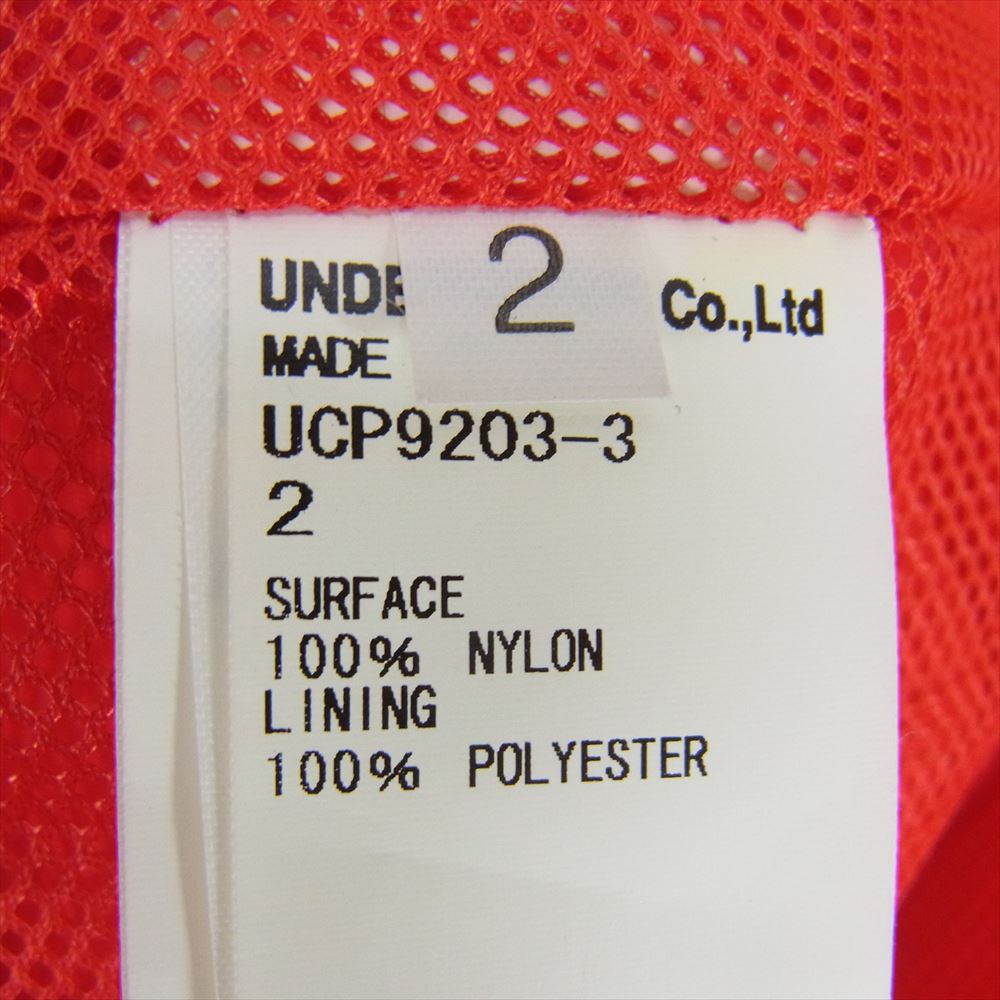 2
UNDE Co.,Ltd
MADE
UCP9203-3
2
SURFACE
100% NYLON
LINING
100% POLYESTER